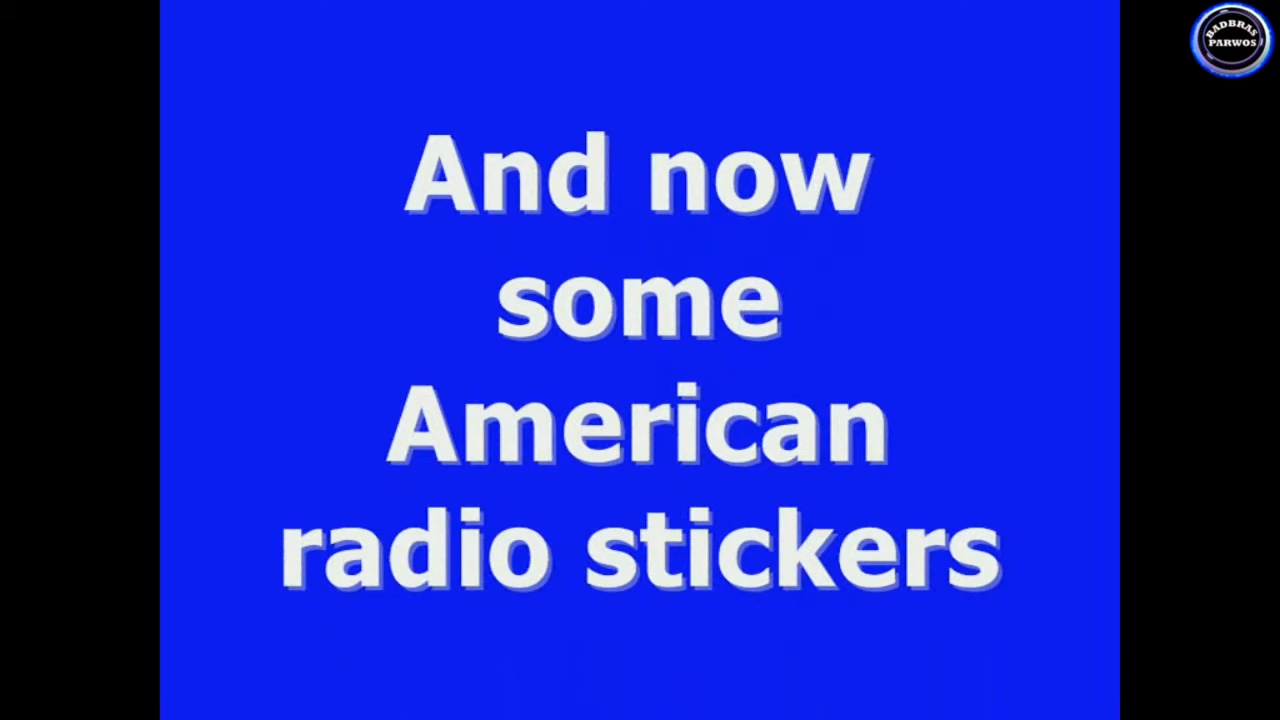 BADBRAS
PARWOS
And now
some
American
radio stickers